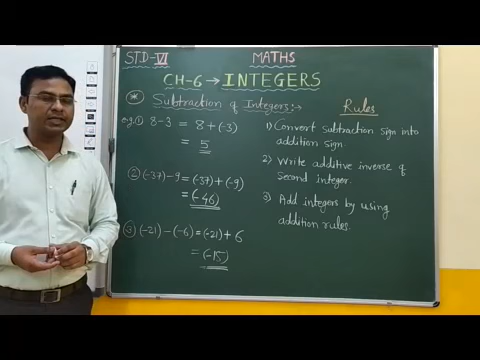 STD-VI MATHS
CH-6→INTEGERS
* Subtraction of Integers:→
e.g.① 8-3 = 8+(-3)
= 5
② (-37)-9 = (-37)+(-9)
= (-46)
③ (-21)-(-6) = (-21)+6
= (-15)
Rules
1) Convert subtraction sign into
addition sign.
2) Write additive inverse of
second integer.
3) Add integers by using
addition rules.